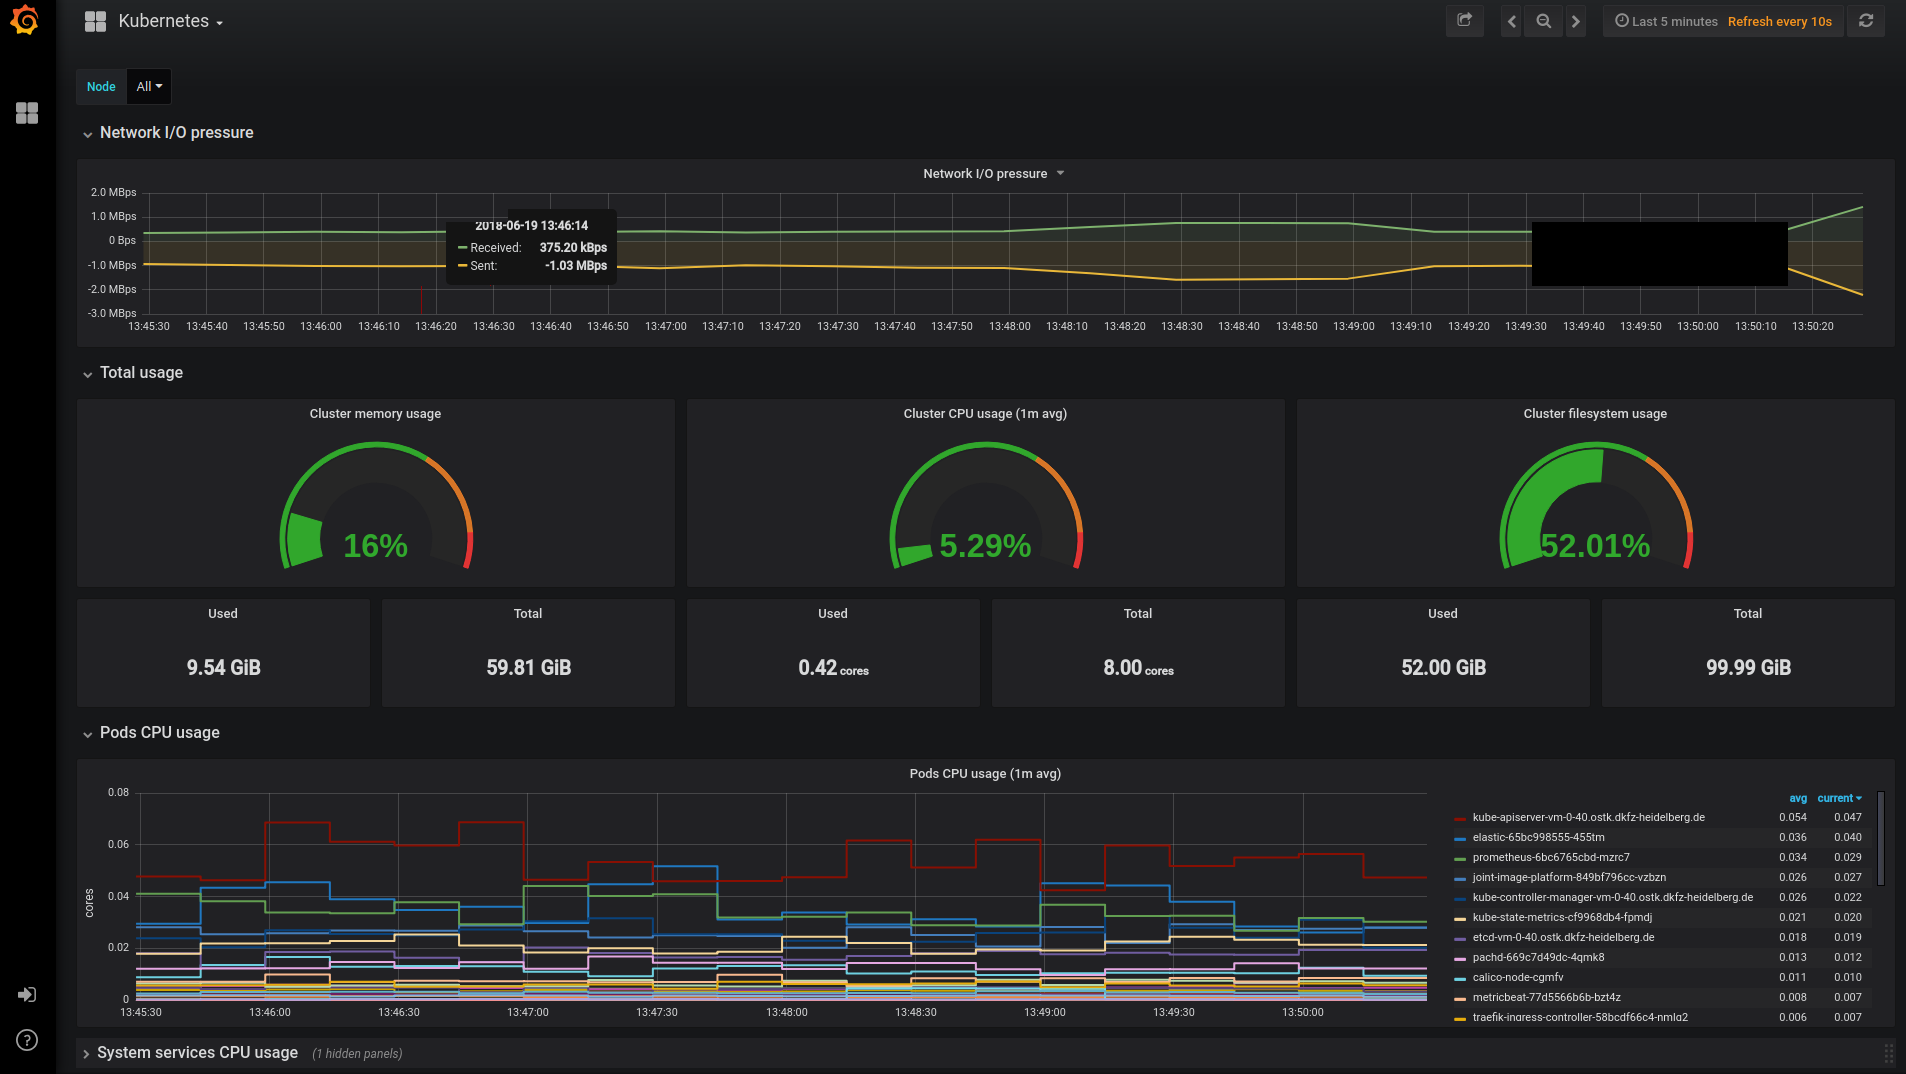 Kubernetes
Last 5 minutes Refresh every 10s
Node All
Network I/O pressure
Network I/O pressure
2.0 MBps
1.0 MBps
0 Bps
-1.0 MBps
-2.0 MBps
-3.0 MBps
2018-06-19 13:46:14
Received: 375.20 kBps
Sent: -1.03 MBps
13:45:30 13:45:40 13:45:50 13:46:00 13:46:10 13:46:20 13:46:30 13:46:40 13:46:50 13:47:00 13:47:10 13:47:20 13:47:30 13:47:40 13:47:50 13:48:00 13:48:10 13:48:20 13:48:30 13:48:40 13:48:50 13:49:00 13:49:10 13:49:20 13:49:30 13:49:40 13:49:50 13:50:00 13:50:10 13:50:20
Total usage
Cluster memory usage
16%
Cluster CPU usage (1m avg)
5.29%
Cluster filesystem usage
52.01%
Used
9.54 GiB
Total
59.81 GiB
Used
0.42 cores
Total
8.00 cores
Used
52.00 GiB
Total
99.99 GiB
Pods CPU usage
Pods CPU usage (1m avg)
cores
0.08
0.06
0.04
0.02
0
13:45:30 13:46:00 13:46:30 13:47:00 13:47:30 13:48:00 13:48:30 13:49:00 13:49:30 13:50:00
avg current
kube-apiserver-vm-0-40.ostk.dkfz-heidelberg.de 0.054 0.047
elastic-65bc998555-455tm 0.036 0.040
prometheus-6bc6765cbd-mzrc7 0.034 0.029
joint-image-platform-849bf796cc-vzbzn 0.026 0.027
kube-controller-manager-vm-0-40.ostk.dkfz-heidelberg.de 0.026 0.022
kube-state-metrics-cf9968db4-fpmdj 0.021 0.020
etcd-vm-0-40.ostk.dkfz-heidelberg.de 0.018 0.019
pachd-669c7d49dc-4qmk8 0.013 0.012
calico-node-cgmfv 0.011 0.010
metricbeat-77d5566b6b-bzt4z 0.008 0.007
traefik-ingress-controller-58bcdf66c4-nmlg2 0.006 0.007
System services CPU usage (1 hidden panels)